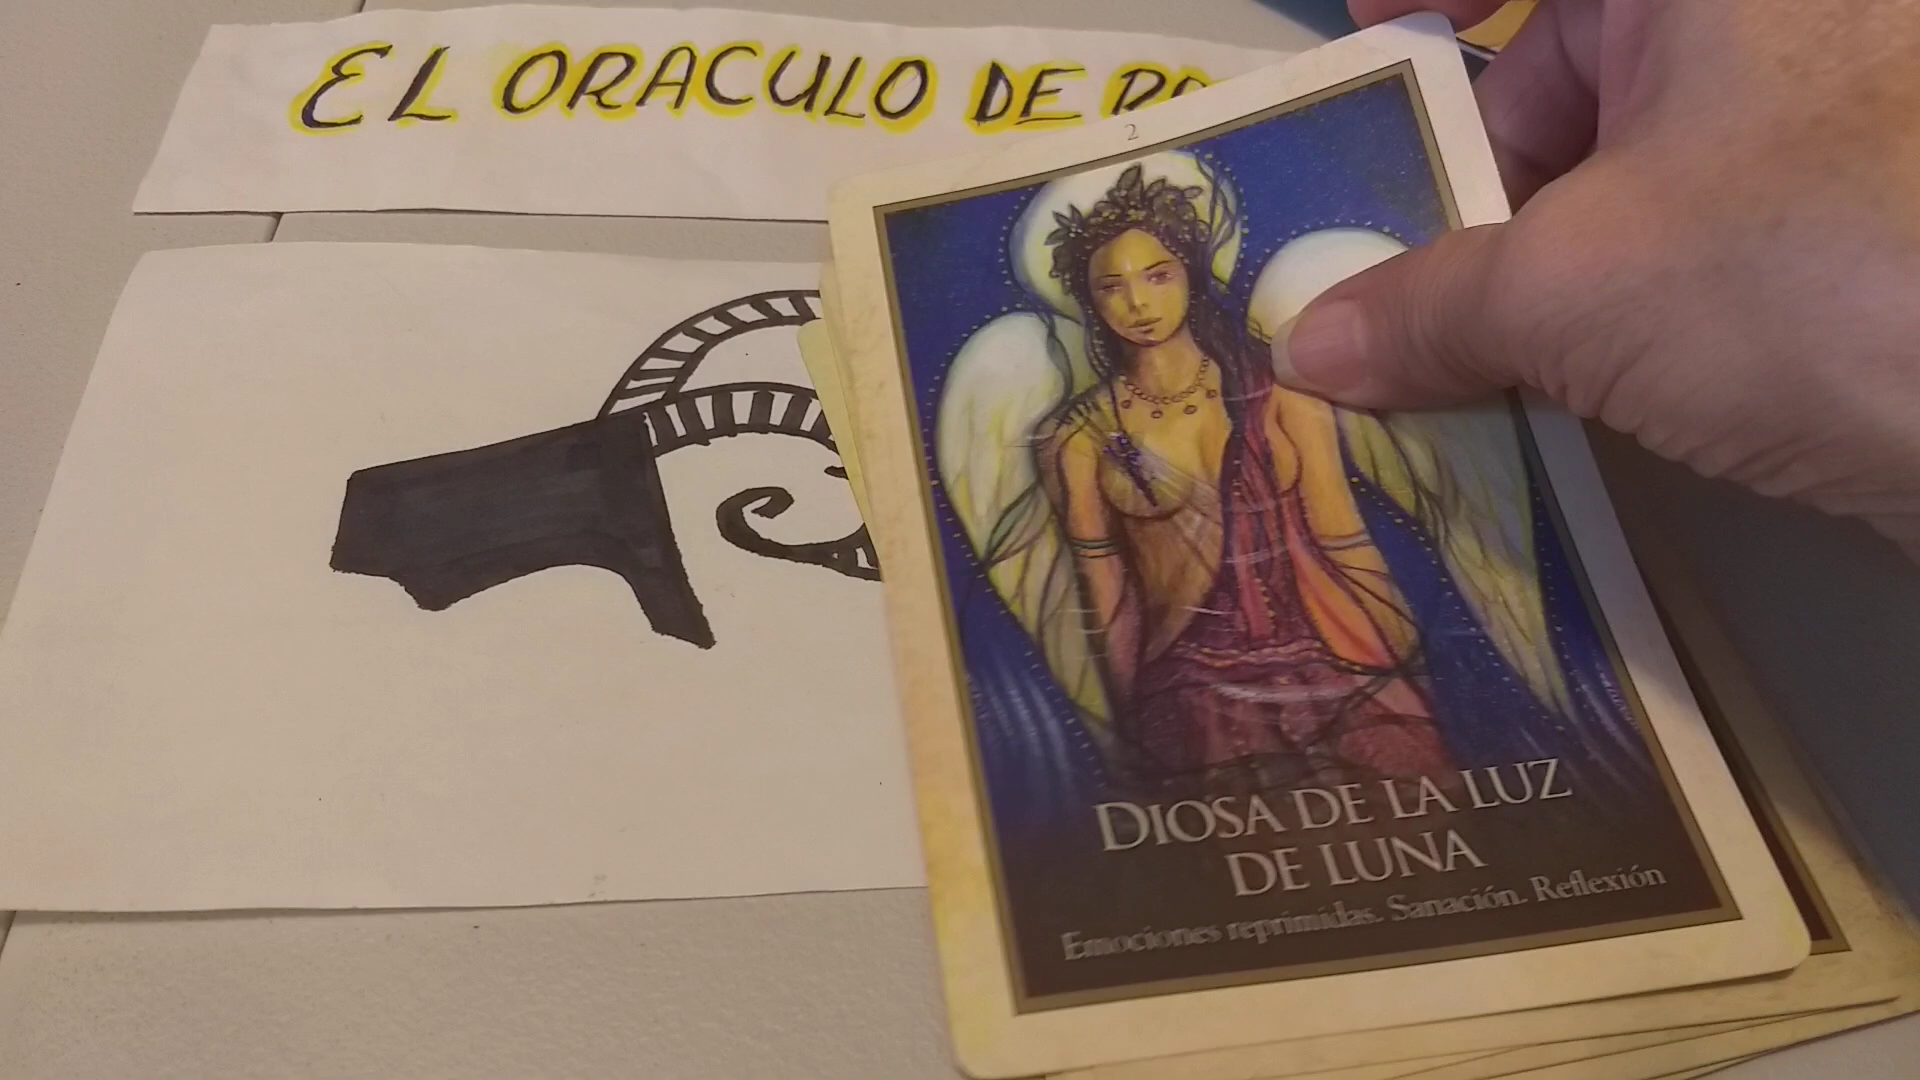 EL ORACULO DE
2
DIOSA DE LA LUZ
DE LUNA
Emociones reprimidas. Sanación. Reflexión